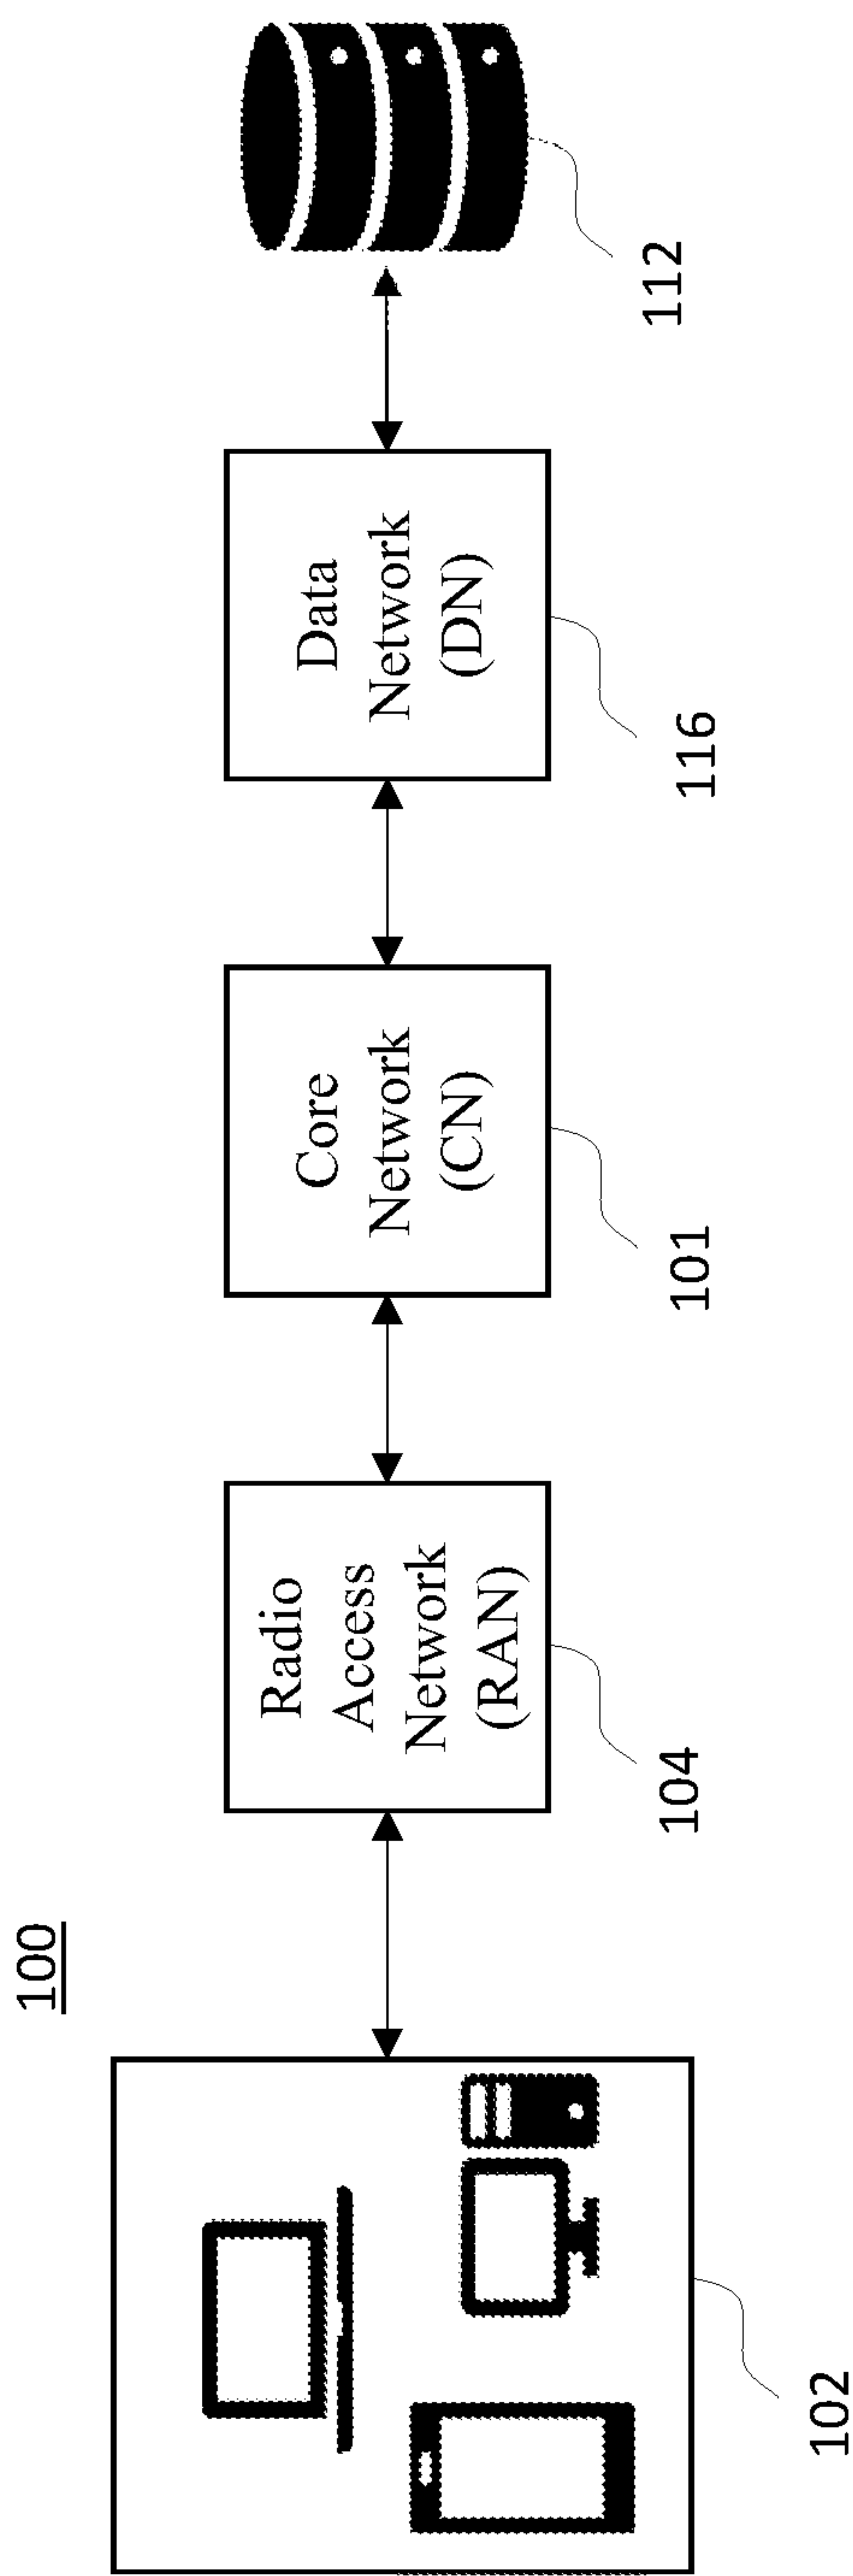 100
102
Radio
Access
Network
(RAN)
104
Core
Network
(CN)
101
Data
Network
(DN)
116
112